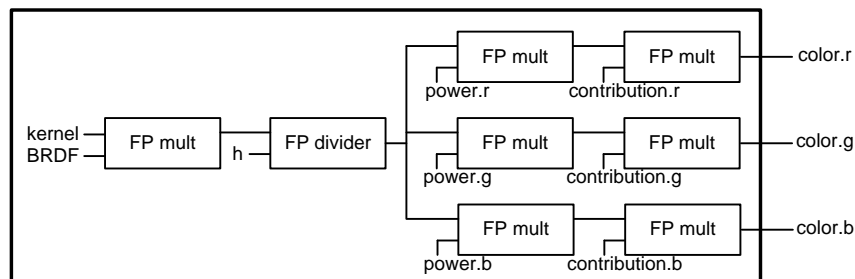 FP mult
FP mult
color.r
power.r
contribution.r
kernel
BRDF
FP mult
h
FP divider
FP mult
FP mult
color.g
power.g
contribution.g
FP mult
FP mult
color.b
power.b
contribution.b